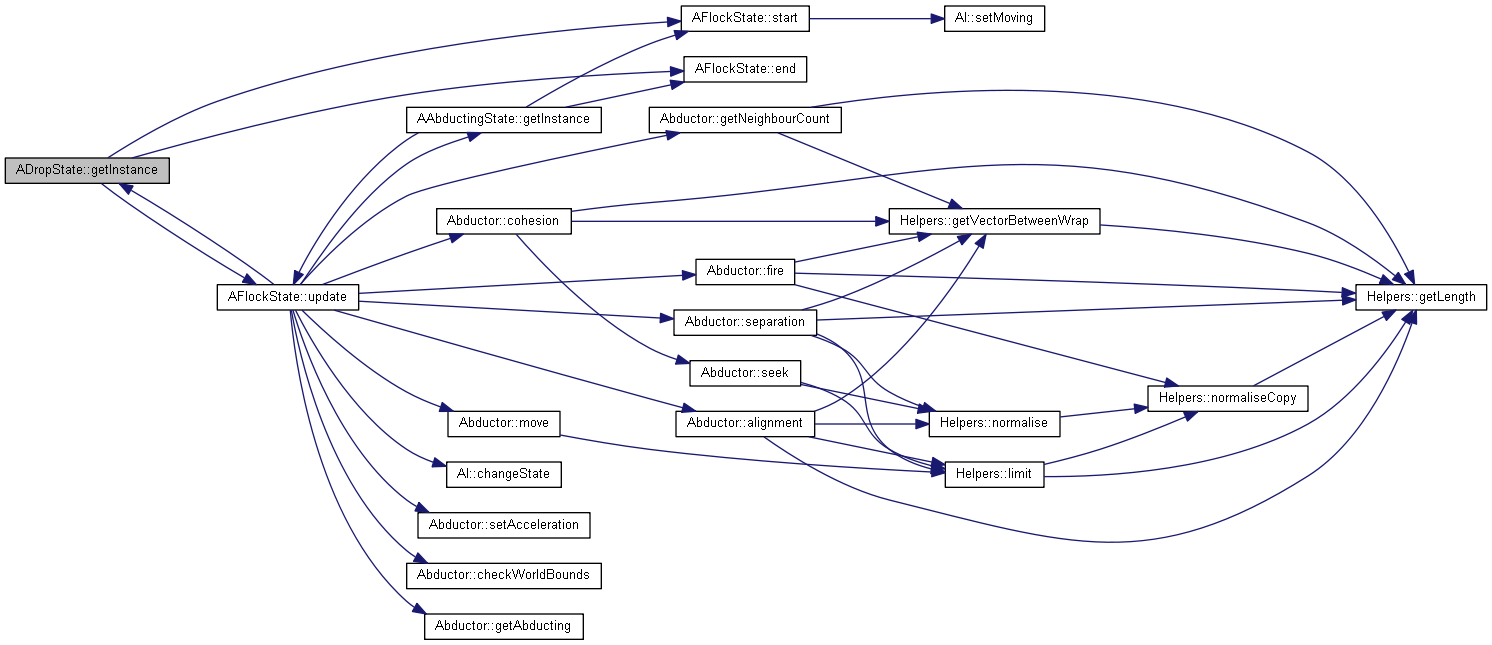 AFlockState::start
AI::setMoving
AFlockState::end
AAbductingState::getInstance
Abductor::getNeighbourCount
ADropState::getInstance
Abductor::cohesion
Helpers::getVectorBetweenWrap
Abductor::fire
AFlockState::update
Helpers::getLength
Abductor::separation
Abductor::seek
Helpers::normaliseCopy
Abductor::move
Abductor::alignment
Helpers::normalise
AI::changeState
Helpers::limit
Abductor::setAcceleration
Abductor::checkWorldBounds
Abductor::getAbducting